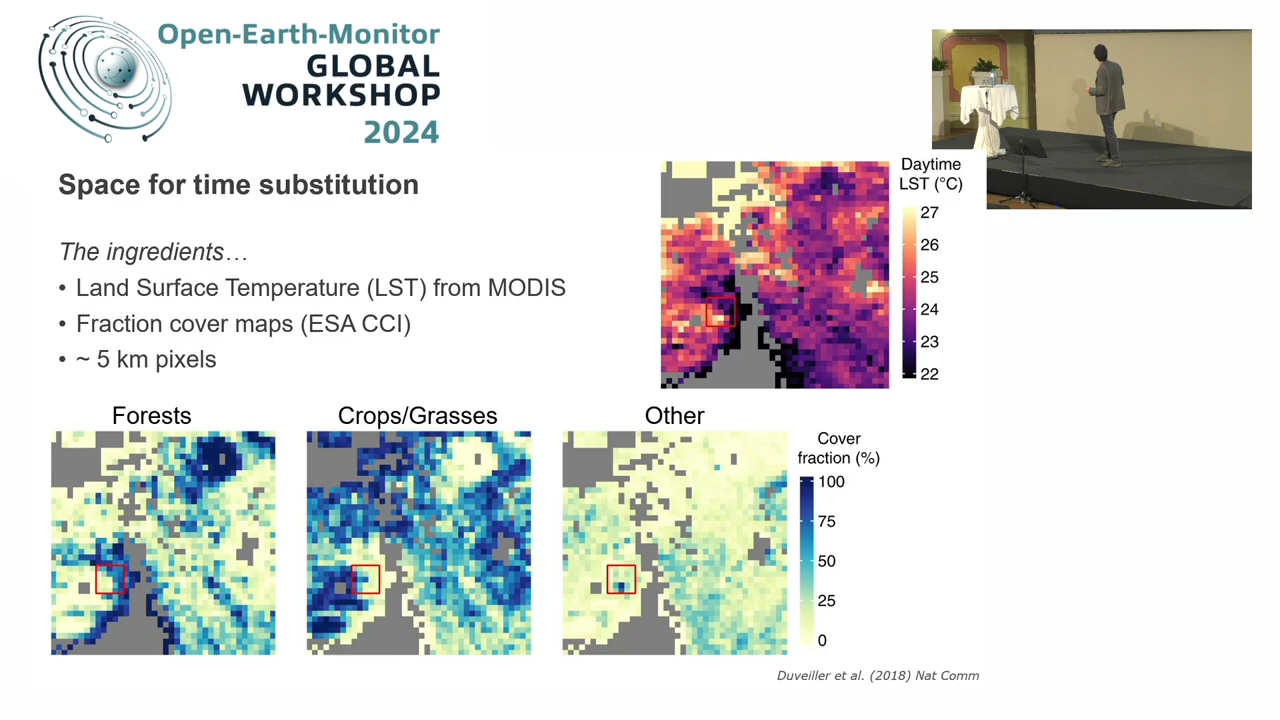 Open-Earth-Monitor
GLOBAL
WORKSHOP
2024
Space for time substitution
The ingredients…
• Land Surface Temperature (LST) from MODIS
• Fraction cover maps (ESA CCI)
• ~ 5 km pixels
Daytime
LST (°C)
27
26
25
24
23
22
Forests
Crops/Grasses
Other
Cover
fraction (%)
100
75
50
25
0
Duveiller et al. (2018) Nat Comm